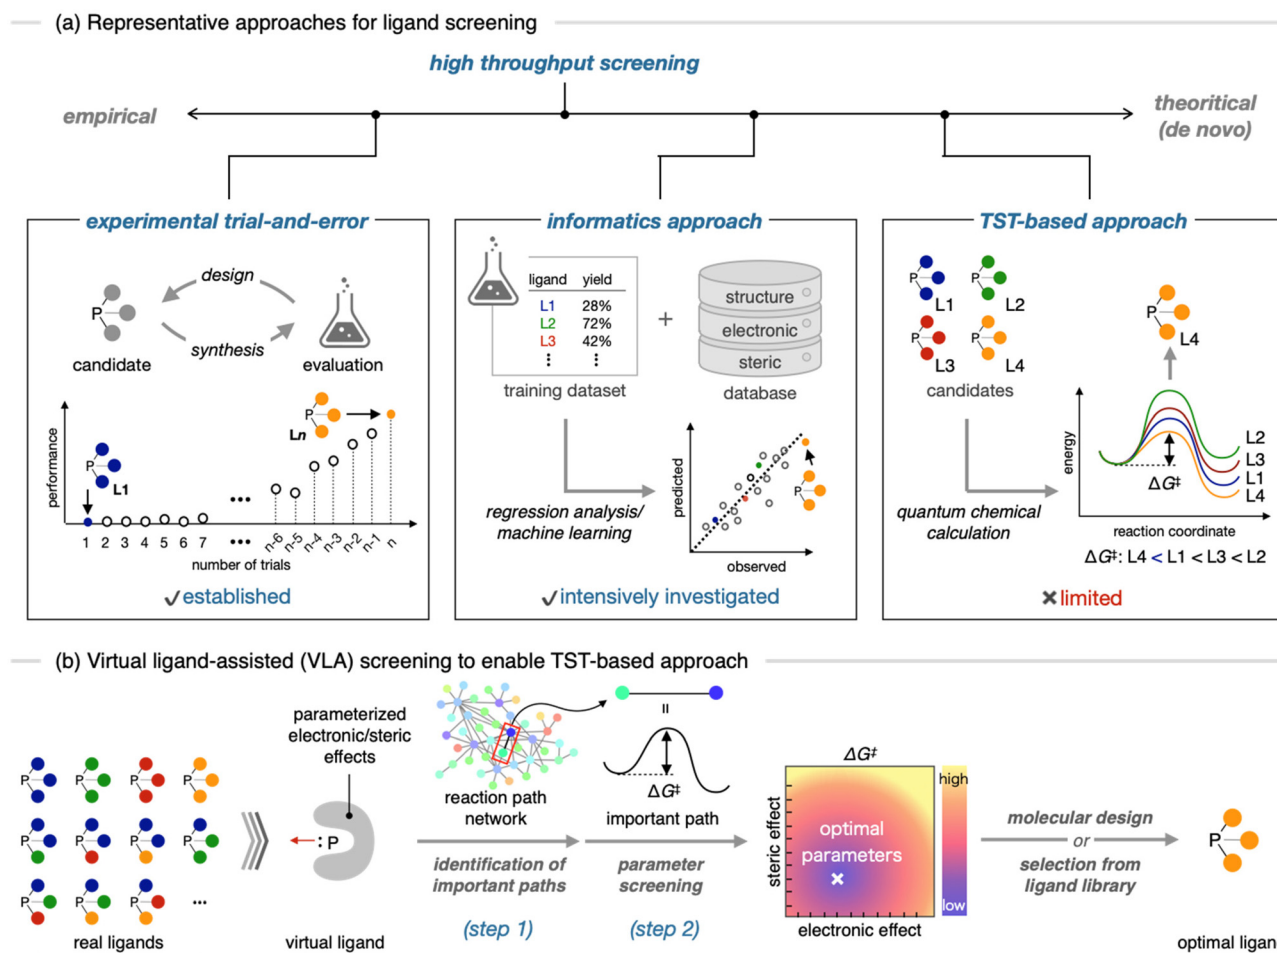 (a) Representative approaches for ligand screening
high throughput screening
empirical
theoritical
(de novo)
experimental trial-and-error
design
P
candidate
synthesis
evaluation
performance
P
L1
P
Ln
1 2 3 4 5 6 7 ••• n-6 n-5 n-4 n-3 n-2 n-1 n
•••
number of trials
✓established
informatics approach
ligand yield
L1 28%
L2 72%
L3 42%
⋮ ⋮
training dataset
+
structure
electronic
steric
database
regression analysis/
machine learning
predicted
P
observed
✓intensively investigated
TST-based approach
P L1
P L2
P L3
P L4
candidates
P L4
quantum chemical
calculation
energy
ΔG‡
L2
L3
L1
L4
reaction coordinate
ΔG‡: L4 < L1 < L3 < L2
✖limited
(b) Virtual ligand-assisted (VLA) screening to enable TST-based approach
P P P P
P P P P
P P P •••
real ligands
parameterized
electronic/steric
effects
:P
virtual ligand
reaction path
network
identification of
important paths
(step 1)
=
ΔG‡
important path
parameter
screening
(step 2)
ΔG‡
steric effect
optimal
parameters
electronic effect
high
low
molecular design
or
selection from
ligand library
P
optimal ligan